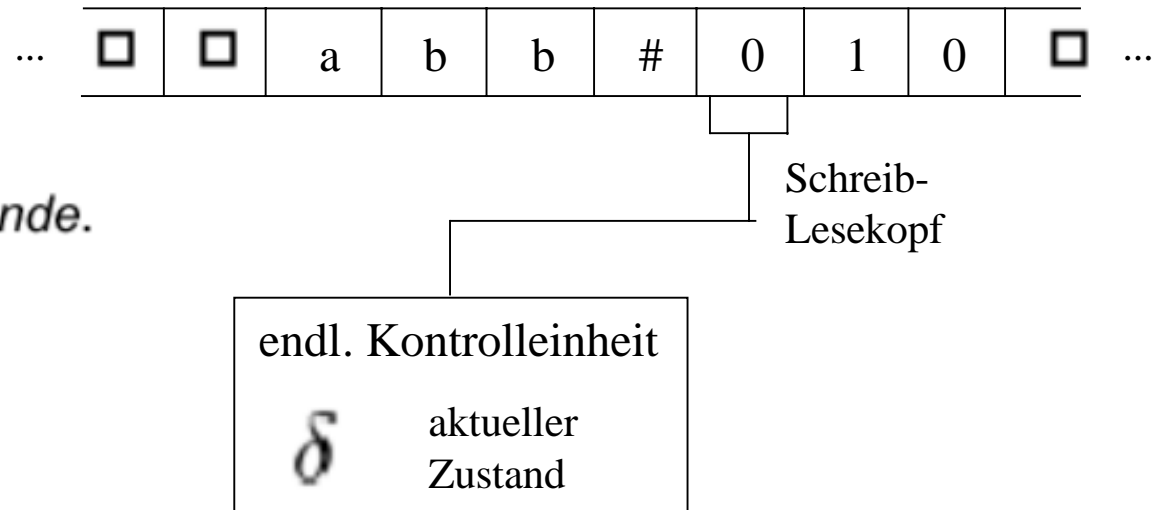 ... □ □ a b b # 0 1 0 □ ...
Schreib-
Lesekopf
nde.
endl. Kontrolleinheit
δ aktueller
Zustand